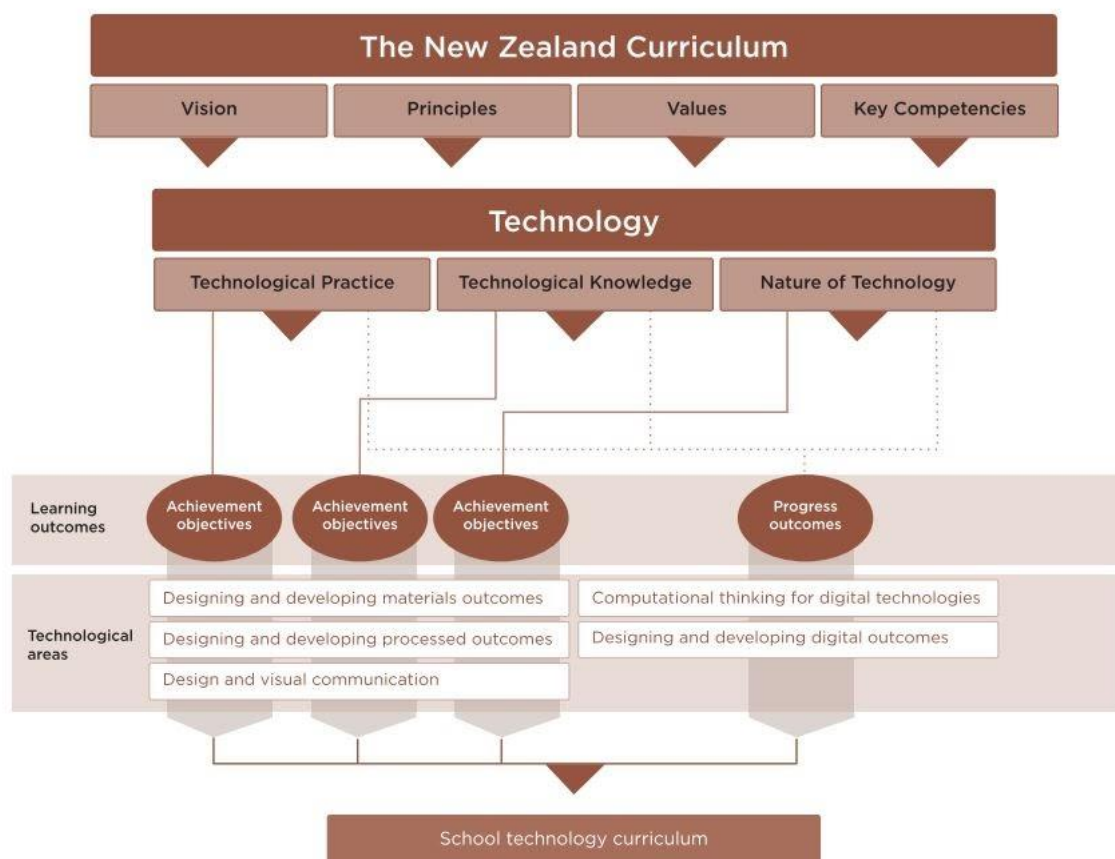 The New Zealand Curriculum
Vision
Principles
Values
Key Competencies
Technology
Technological Practice
Technological Knowledge
Nature of Technology
Learning
outcomes
Achievement
objectives
Achievement
objectives
Achievement
objectives
Progress
outcomes
Technological
areas
Designing and developing materials outcomes
Designing and developing processed outcomes
Design and visual communication
Computational thinking for digital technologies
Designing and developing digital outcomes
School technology curriculum